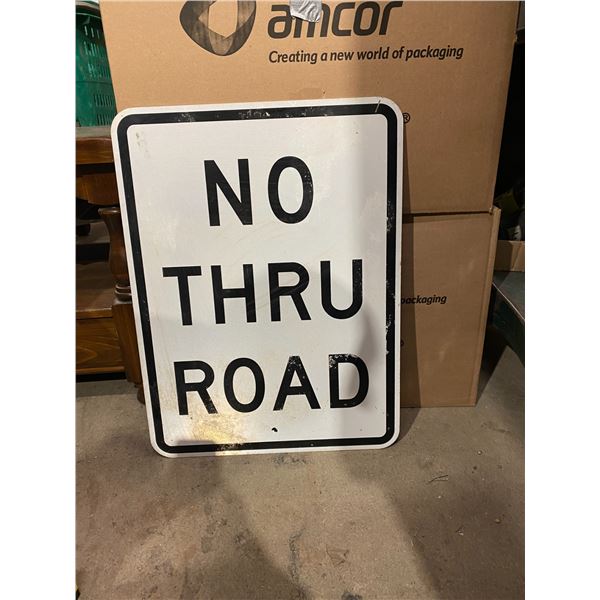 amcor
Creating a new world of packaging
®
NO
THRU
ROAD
packaging